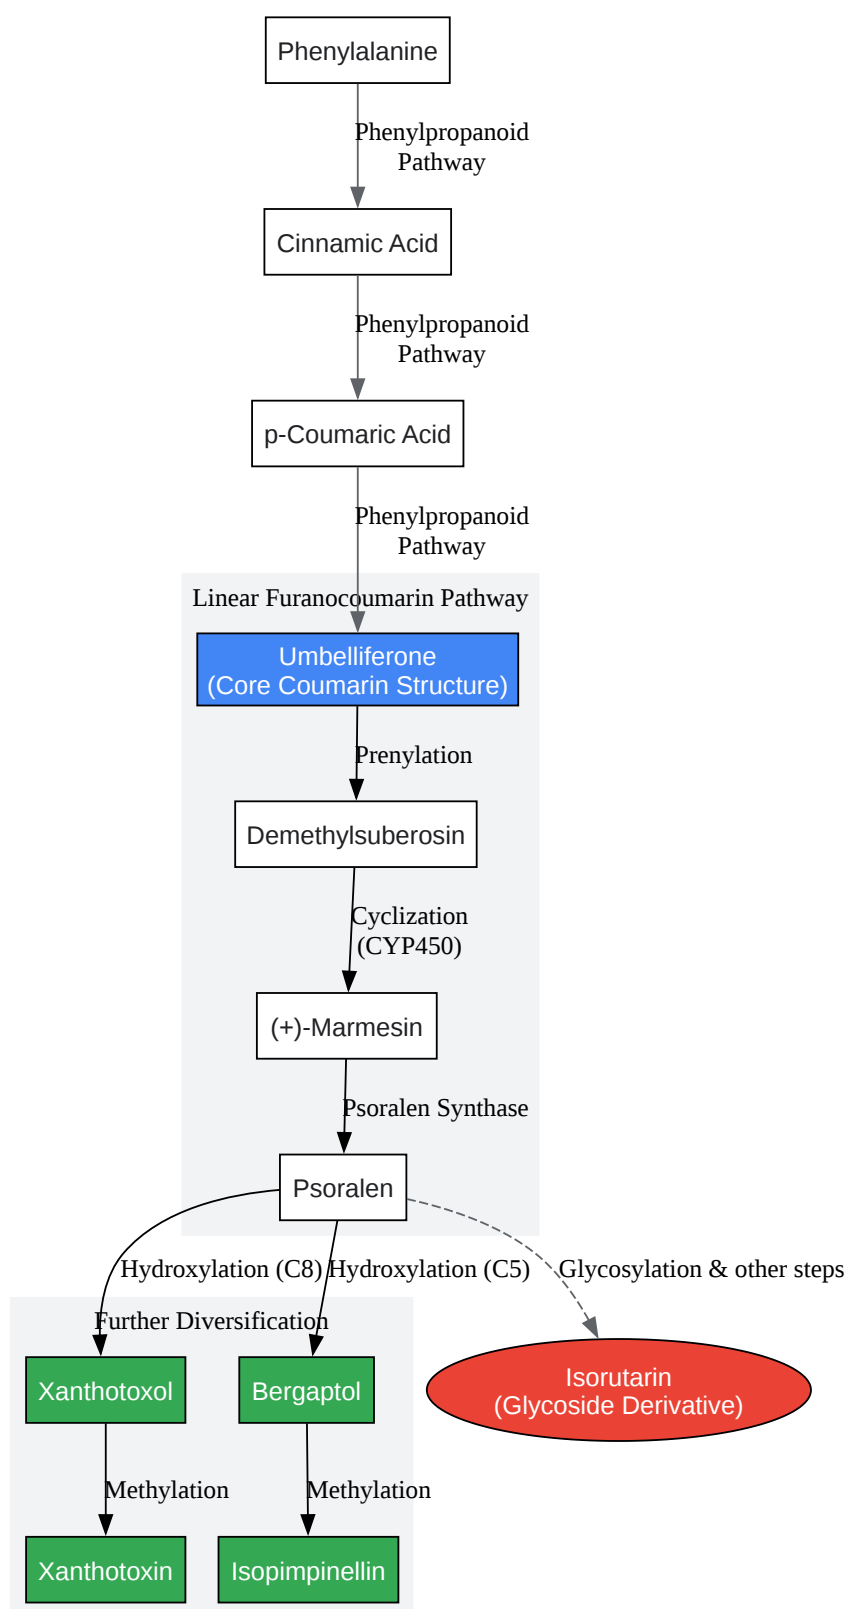 Phenylalanine
Phenylpropanoid
Pathway
Cinnamic Acid
Phenylpropanoid
Pathway
p-Coumaric Acid
Phenylpropanoid
Pathway
Linear Furanocoumarin Pathway
Umbelliferone
(Core Coumarin Structure)
Prenylation
Demethylsuberosin
Cyclization
(CYP450)
(+)-Marmesin
Psoralen Synthase
Psoralen
Hydroxylation (C8)
Hydroxylation (C5)
Glycosylation & other steps
Further Diversification
Xanthotoxol
Bergaptol
Isorutarin
(Glycoside Derivative)
Methylation
Methylation
Xanthotoxin
Isopimpinellin